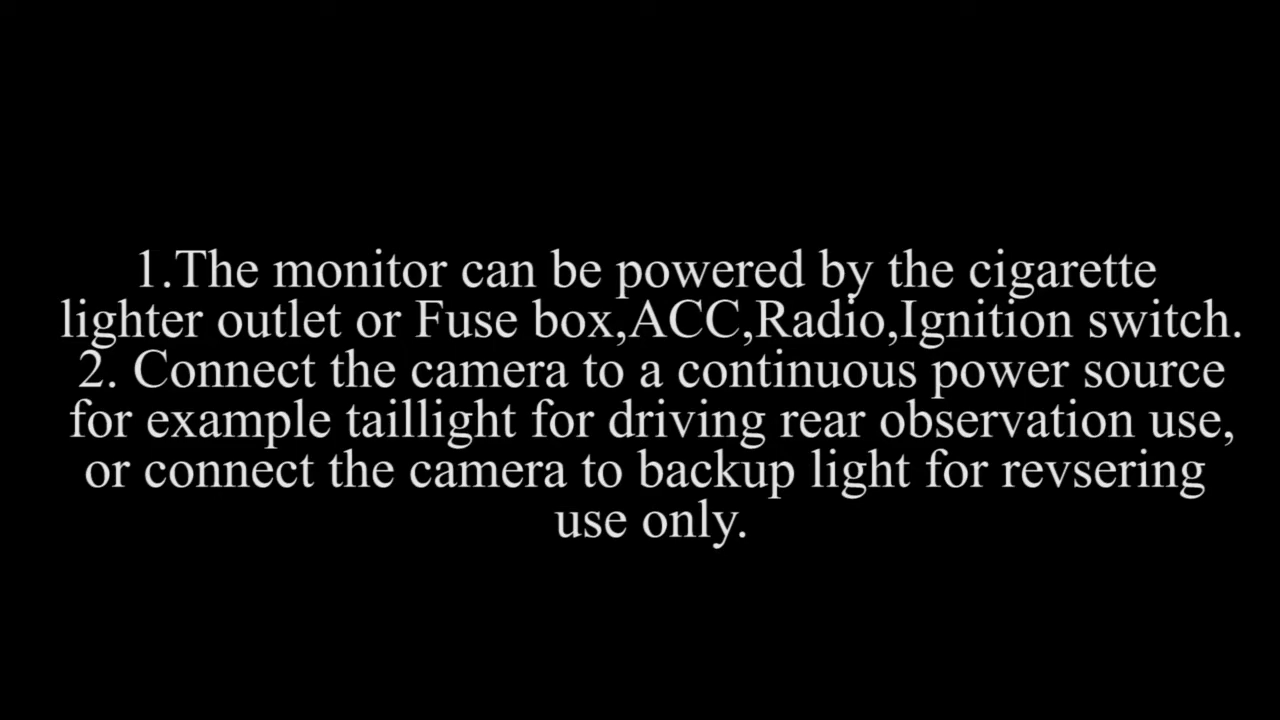 1.The monitor can be powered by the cigarette
lighter outlet or Fuse box,ACC,Radio,Ignition switch.
2. Connect the camera to a continuous power source
for example taillight for driving rear observation use,
or connect the camera to backup light for revsering
use only.